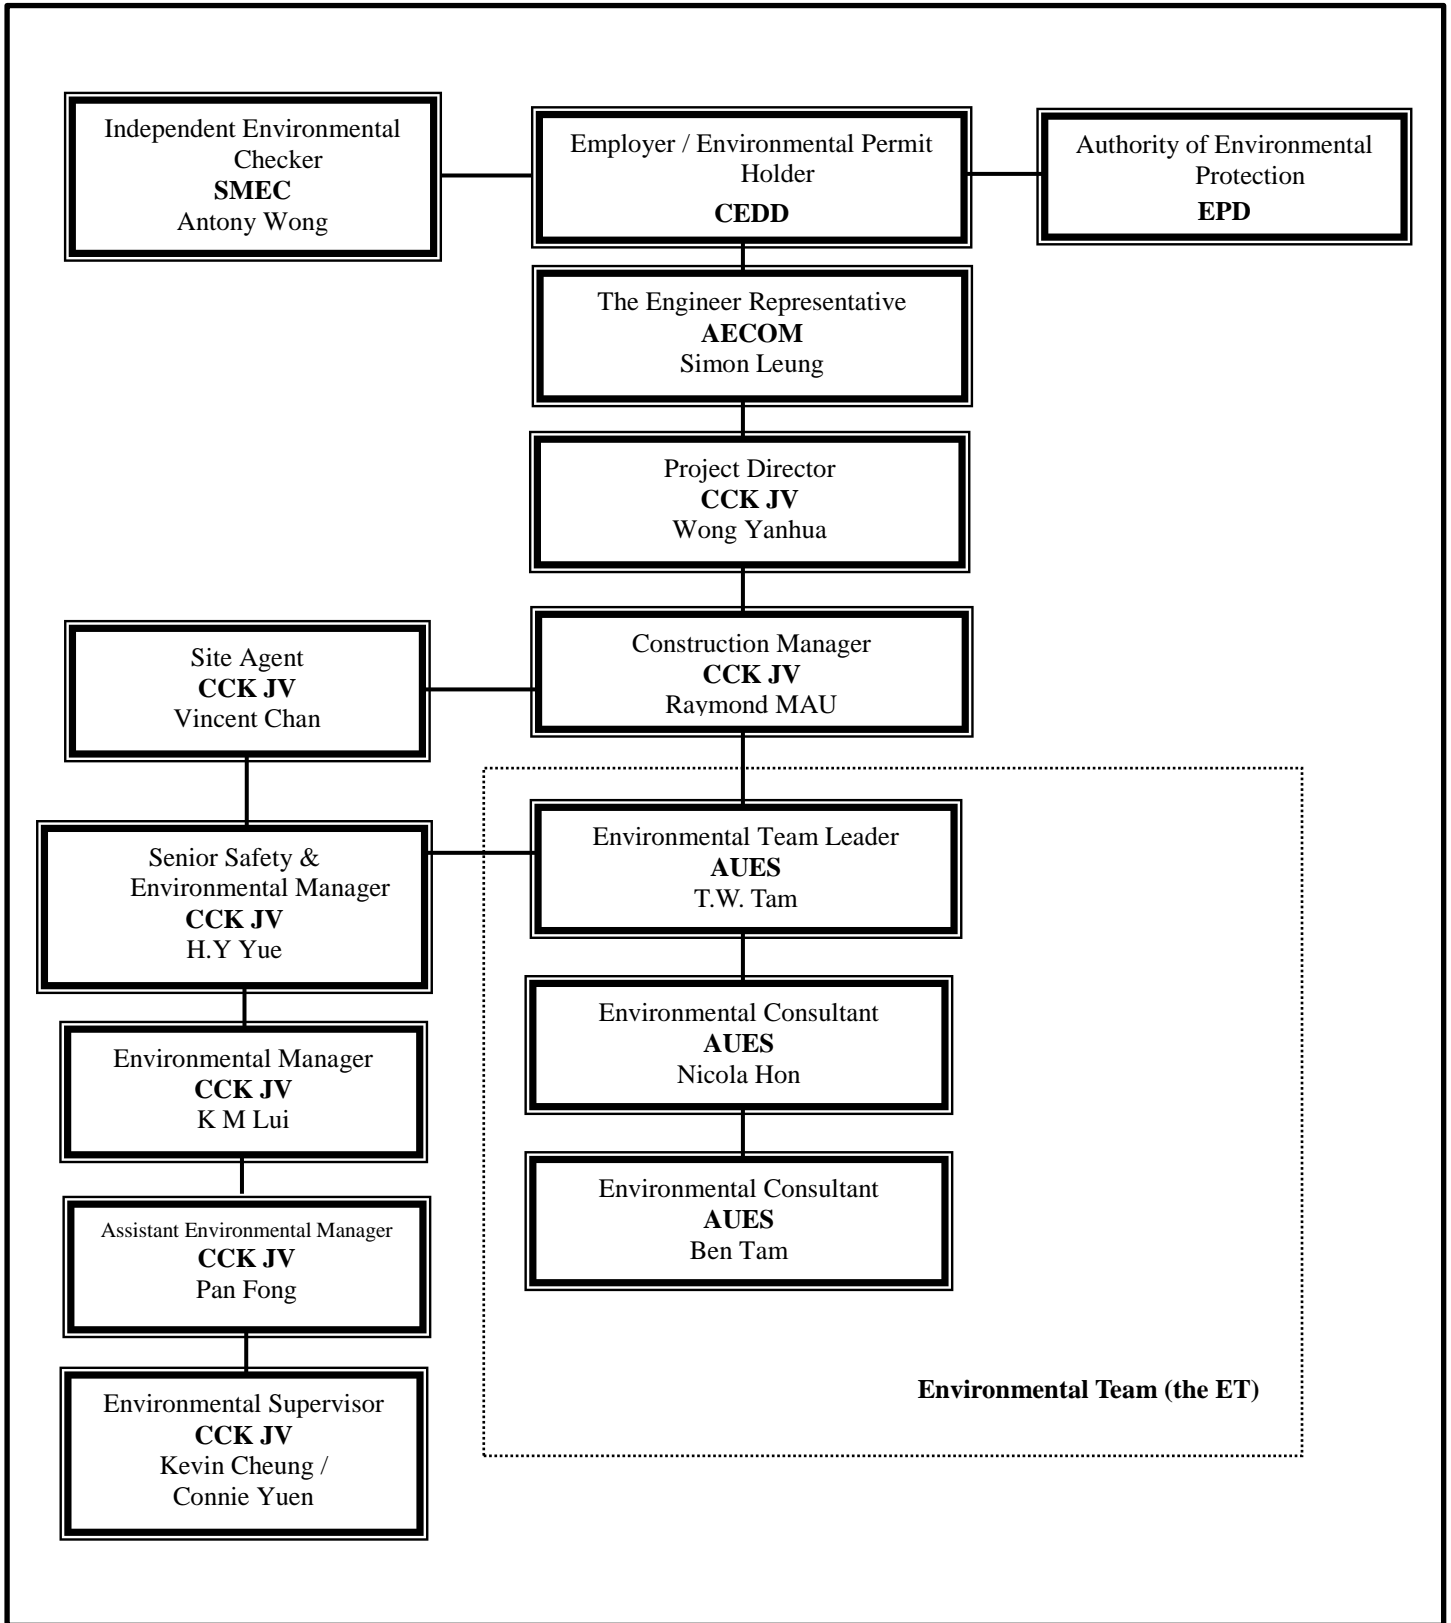 Independent Environmental
Checker
SMEC
Antony Wong
Employer / Environmental Permit
Holder
CEDD
Authority of Environmental
Protection
EPD
The Engineer Representative
AECOM
Simon Leung
Project Director
CCK JV
Wong Yanhua
Site Agent
CCK JV
Vincent Chan
Construction Manager
CCK JV
Raymond MAU
Senior Safety &
Environmental Manager
CCK JV
H.Y Yue
Environmental Team Leader
AUES
T.W. Tam
Environmental Manager
CCK JV
K M Lui
Environmental Consultant
AUES
Nicola Hon
Assistant Environmental Manager
CCK JV
Pan Fong
Environmental Consultant
AUES
Ben Tam
Environmental Supervisor
CCK JV
Kevin Cheung /
Connie Yuen
Environmental Team (the ET)